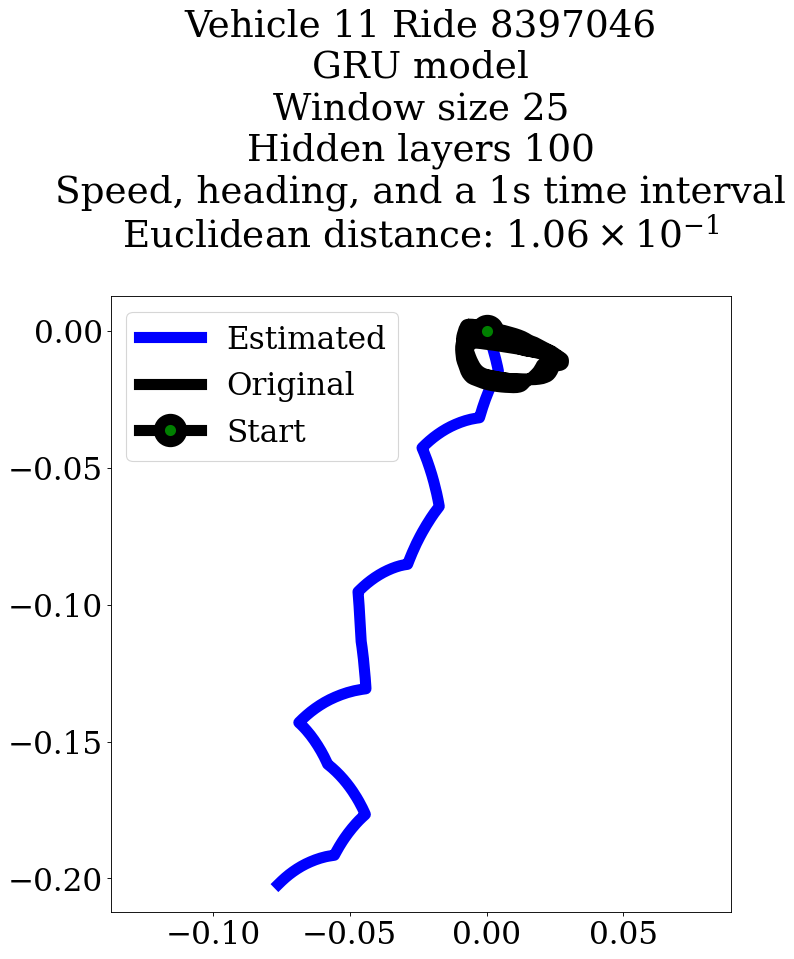 Vehicle 11 Ride 8397046
GRU model
Window size 25
Hidden layers 100
Speed, heading, and a 1s time interval
Euclidean distance: 1.06 × 10⁻¹
Estimated
Original
Start
0.00
−0.05
−0.10
−0.15
−0.20
−0.10 −0.05 0.00 0.05